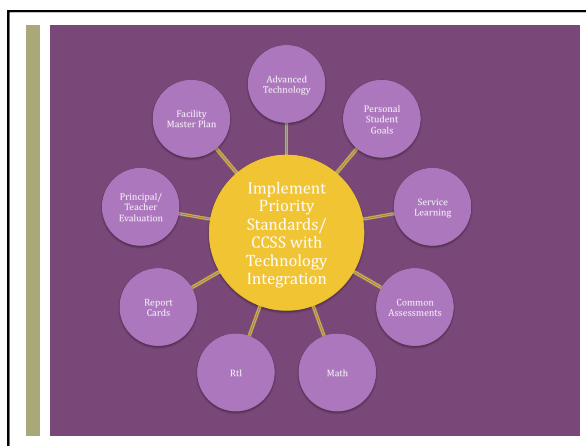 Advanced
Technology
Personal
Student
Goals
Service
Learning
Common
Assessments
Math
RtI
Report
Cards
Principal/
Teacher
Evaluation
Facility
Master Plan
Implement
Priority
Standards/
CCSS with
Technology
Integration